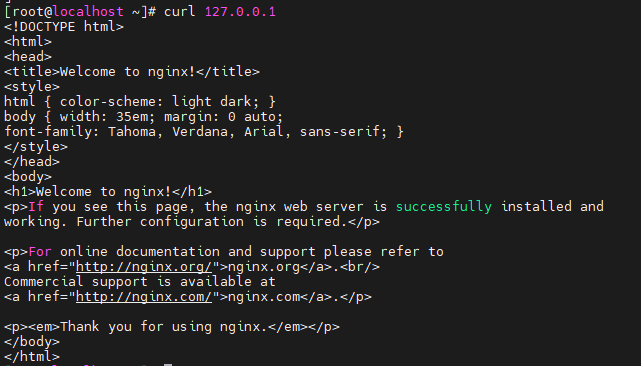 [root@localhost ~]# curl 127.0.0.1
<!DOCTYPE html>
<html>
<head>
<title>Welcome to nginx!</title>
<style>
html { color-scheme: light dark; }
body { width: 35em; margin: 0 auto;
font-family: Tahoma, Verdana, Arial, sans-serif; }
</style>
</head>
<body>
<h1>Welcome to nginx!</h1>
<p>If you see this page, the nginx web server is successfully installed and
working. Further configuration is required.</p>

<p>For online documentation and support please refer to
<a href="http://nginx.org/">nginx.org</a>.<br/>
Commercial support is available at
<a href="http://nginx.com/">nginx.com</a>.</p>

<p><em>Thank you for using nginx.</em></p>
</body>
</html>